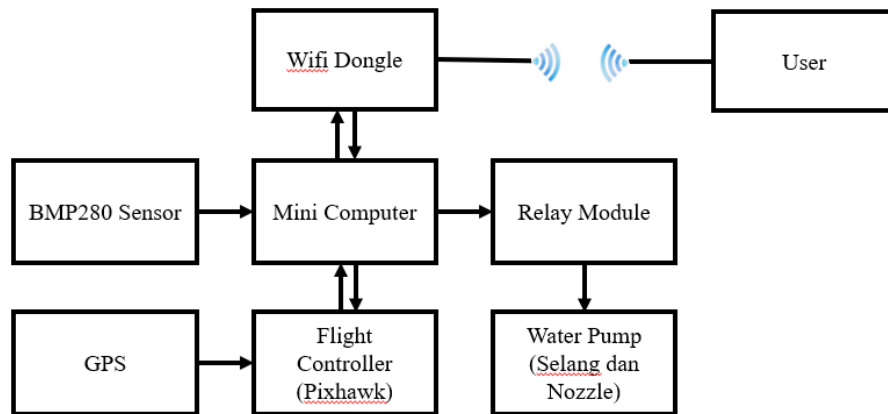 Wifi Dongle
User
BMP280 Sensor
Mini Computer
Relay Module
GPS
Flight
Controller
(Pixhawk)
Water Pump
(Selang dan
Nozzle)